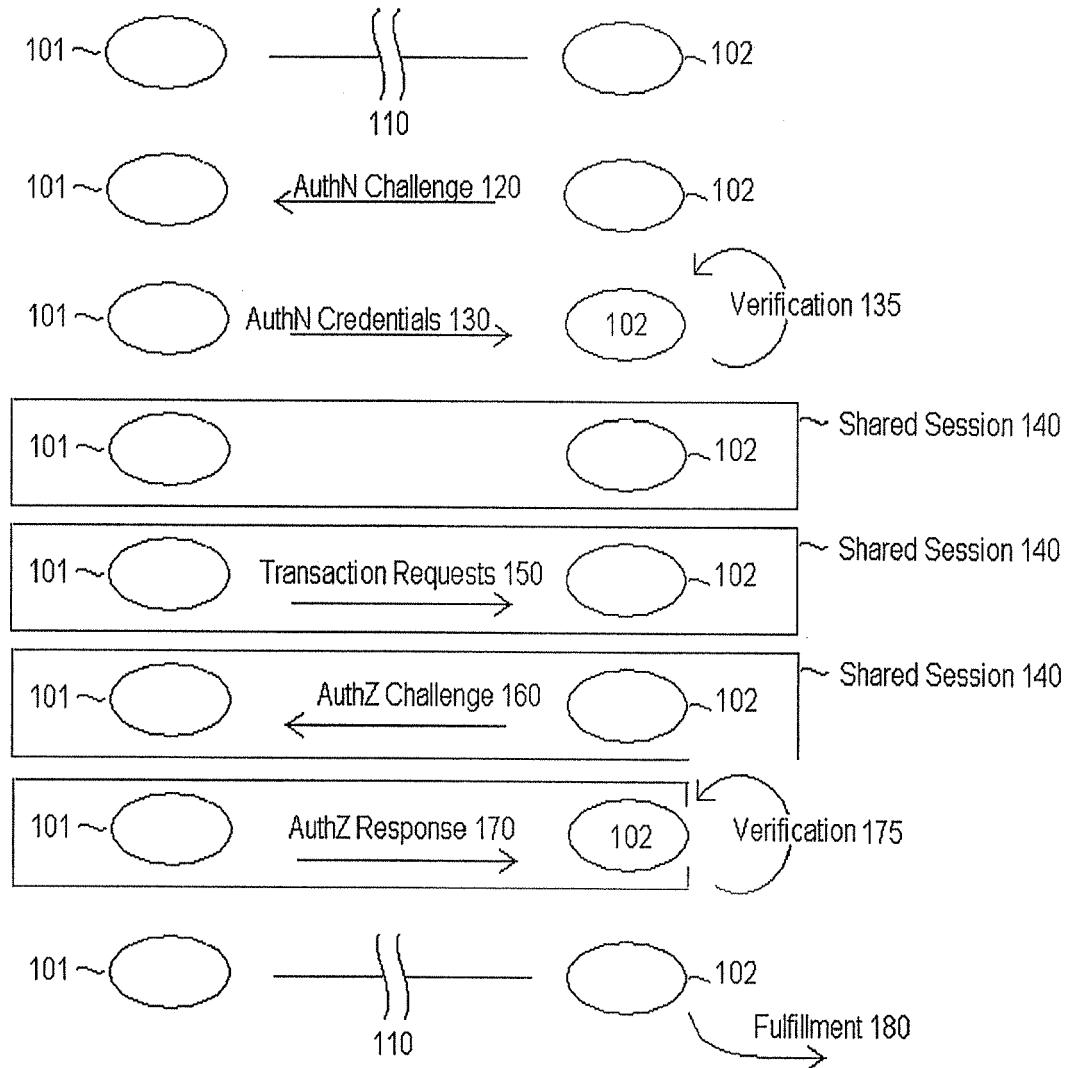 101 102
110
101 AuthN Challenge 120 102
101 AuthN Credentials 130 102 Verification 135
101 102 Shared Session 140
101 Transaction Requests 150 102 Shared Session 140
101 AuthZ Challenge 160 102 Shared Session 140
101 AuthZ Response 170 102 Verification 175
101 102
110
Fulfillment 180